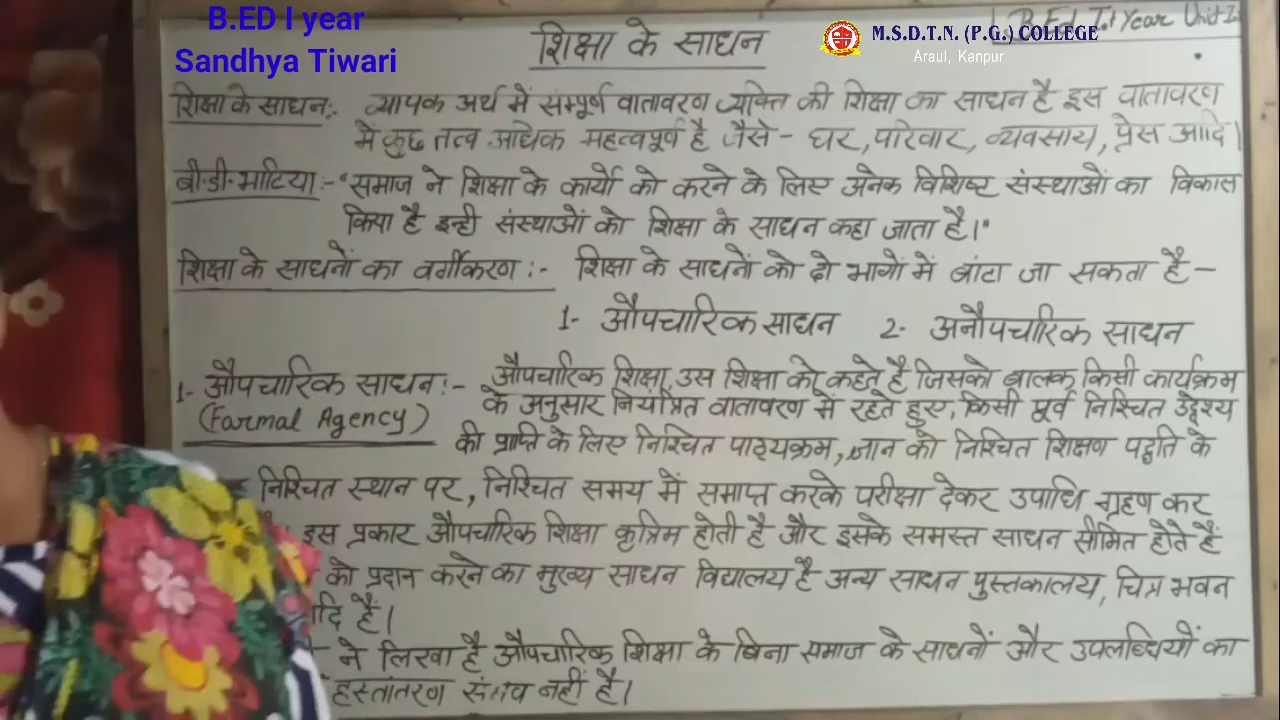 B.ED I year
Sandhya Tiwari
M.S.D.T.N. (P.G.) COLLEGE
Araul, Kanpur
B.Ed I.st Year Unit-I
शिक्षा के साधन
शिक्षा के साधन:- व्यापक अर्थ में संम्पूर्ण वातावरण व्यक्ति की शिक्षा का साधन है इस वातावरण
में कुछ तत्व अधिक महत्वपूर्ण है जैसे - घर, परिवार, व्यवसाय, प्रेस आदि।
बी.डी. भाटिया:- "समाज ने शिक्षा के कार्यो को करने के लिए अनेक विशिष्ट संस्थाओं का विकास
किया है इन्ही संस्थाओं को शिक्षा के साधन कहा जाता है।"
शिक्षा के साधनों का वर्गीकरण:- शिक्षा के साधनों को दो भागों में बांटा जा सकता है -
1- औपचारिक साधन 2- अनौपचारिक साधन
1- औपचारिक साधन:- औपचारिक शिक्षा, उस शिक्षा को कहते है जिसको बालक किसी कार्यक्रम
(Farmal Agency) के अनुसार नियंत्रित वातावरण में रहते हुए, किसी पूर्व निश्चित उद्देश्य
की प्राप्ति के लिए निश्चित पाठ्यक्रम, ज्ञान को निश्चित शिक्षण पद्धति के
निश्चित स्थान पर, निश्चित समय में समाप्त करके परीक्षा देकर उपाधि ग्रहण कर
इस प्रकार औपचारिक शिक्षा कृत्रिम होती है और इसके समस्त साधन सीमित होते हैं
को प्रदान करने का मुख्य साधन विद्यालय है अन्य साधन पुस्तकालय, चित्र भवन
हैं।
ने लिखा है औपचारिक शिक्षा के बिना समाज के साधनों और उपलब्धियों का
हस्तांतरण संभव नहीं है।